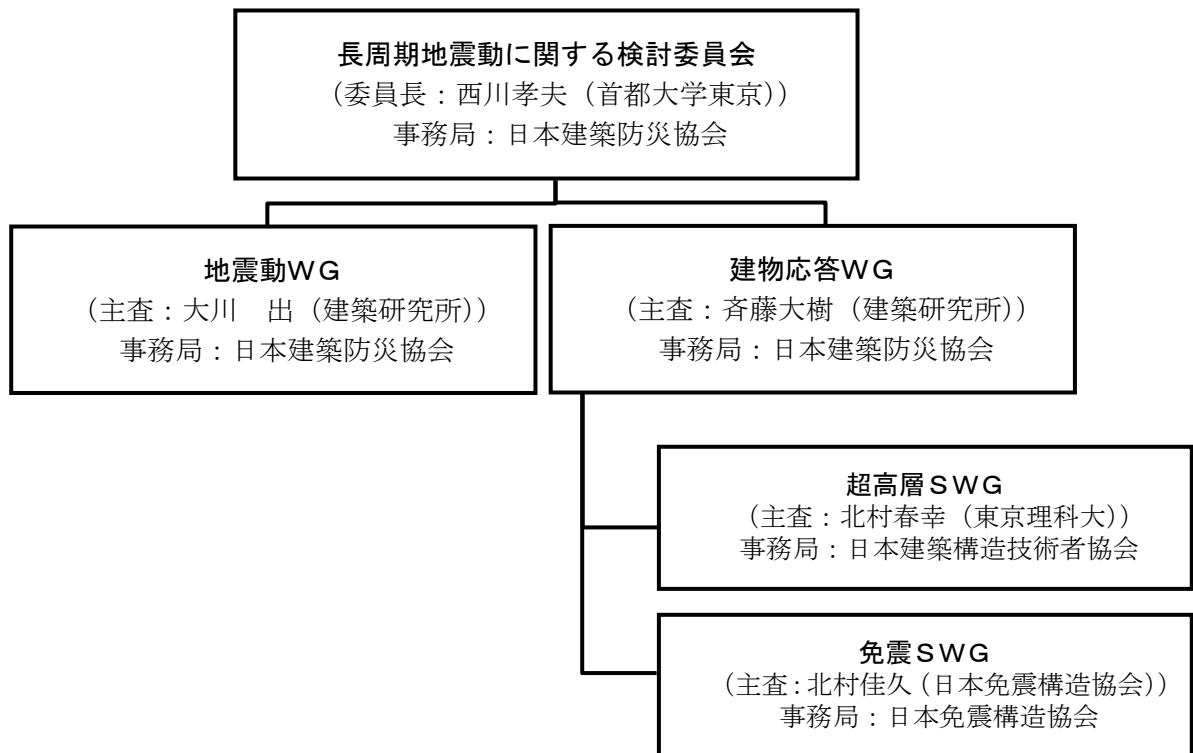 長周期地震動に関する検討委員会
(委員長：西川孝夫（首都大学東京))
事務局：日本建築防災協会
地震動ＷＧ
(主査：大川　出（建築研究所))
事務局：日本建築防災協会
建物応答ＷＧ
(主査：斉藤大樹（建築研究所))
事務局：日本建築防災協会
超高層ＳＷＧ
(主査：北村春幸（東京理科大))
事務局：日本建築構造技術者協会
免震ＳＷＧ
(主査：北村佳久（日本免震構造協会))
事務局：日本免震構造協会